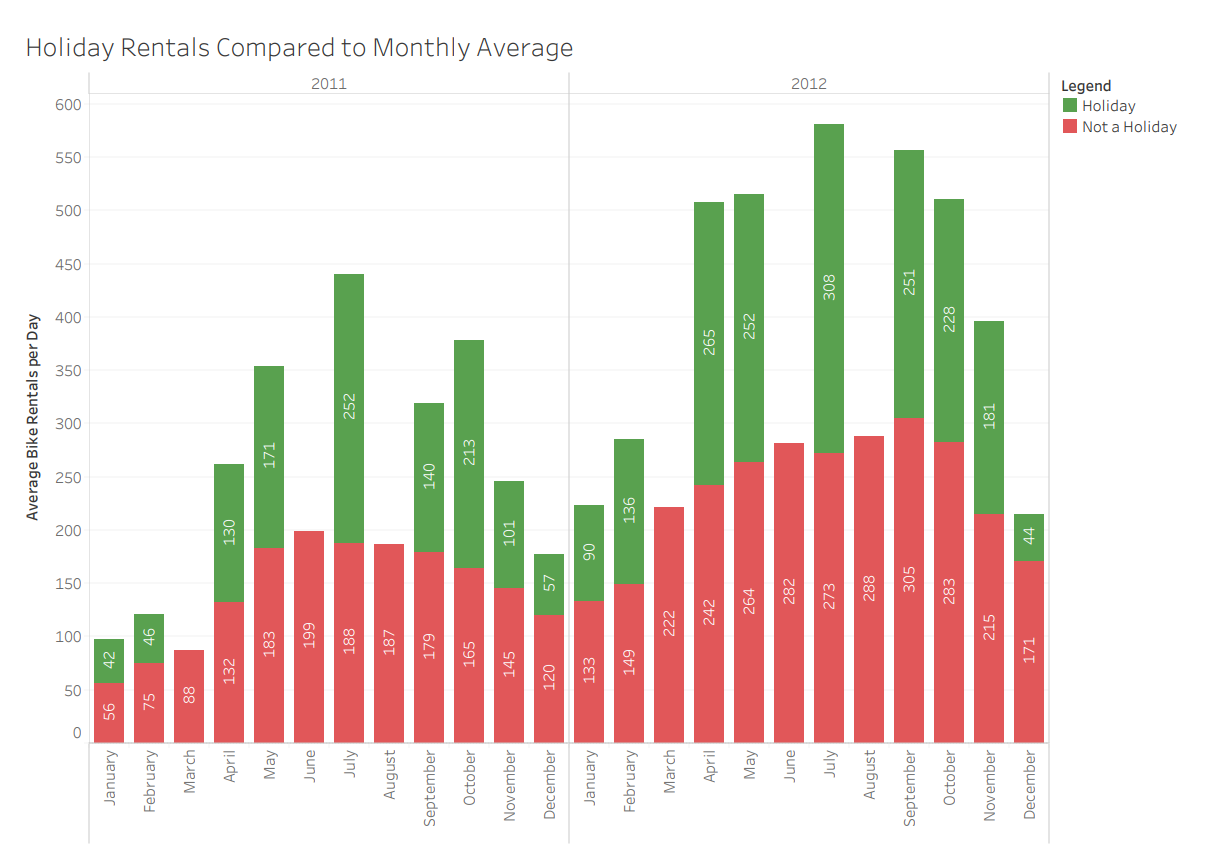 Holiday Rentals Compared to Monthly Average
2011
2012
Legend
Holiday
Not a Holiday
Average Bike Rentals per Day
600
550
500
450
400
350
300
250
200
150
100
50
0
42
56
46
75
88
130
132
171
183
199
252
188
187
140
179
213
165
101
145
57
120
90
133
136
149
222
265
242
252
264
282
308
273
288
251
305
228
283
181
215
44
171
January
February
March
April
May
June
July
August
September
October
November
December
January
February
March
April
May
June
July
August
September
October
November
December